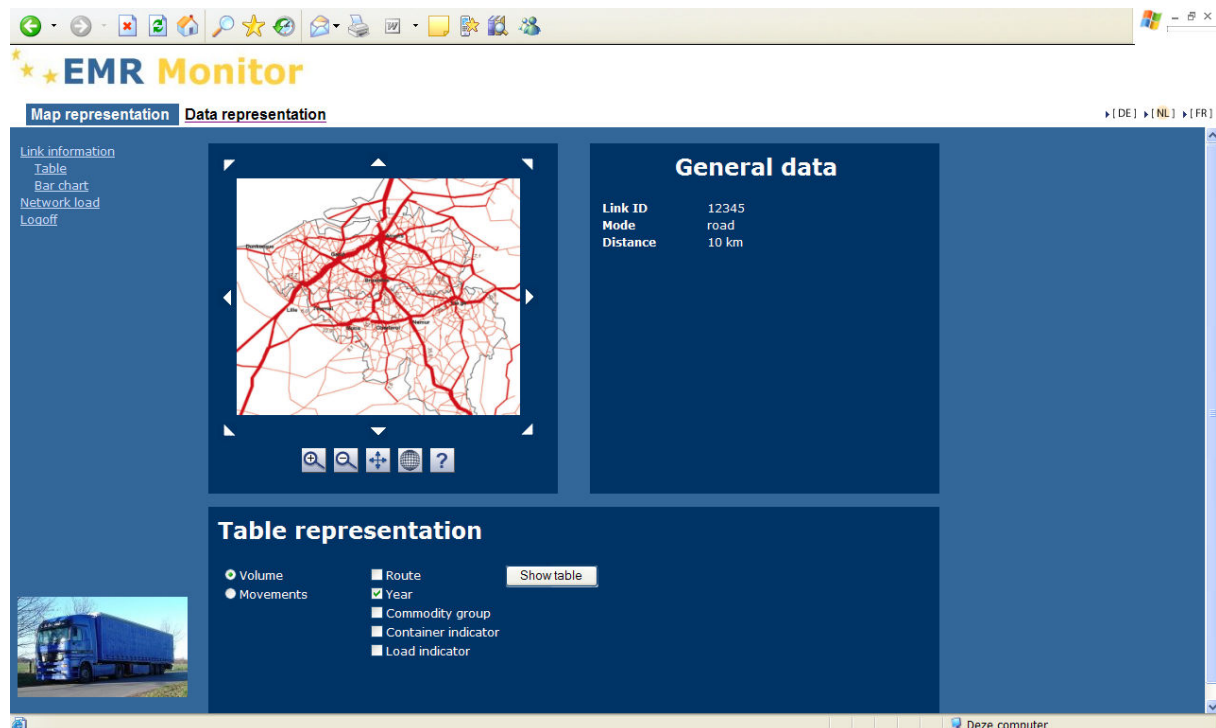 EMR Monitor
Map representation Data representation
[DE] [NL] [FR]
Link information
Table
Bar chart
Network load
Logoff
General data
Link ID 12345
Mode road
Distance 10 km
?
Table representation
Volume
Movements
Route
Year
Commodity group
Container indicator
Load indicator
Show table
Deze computer